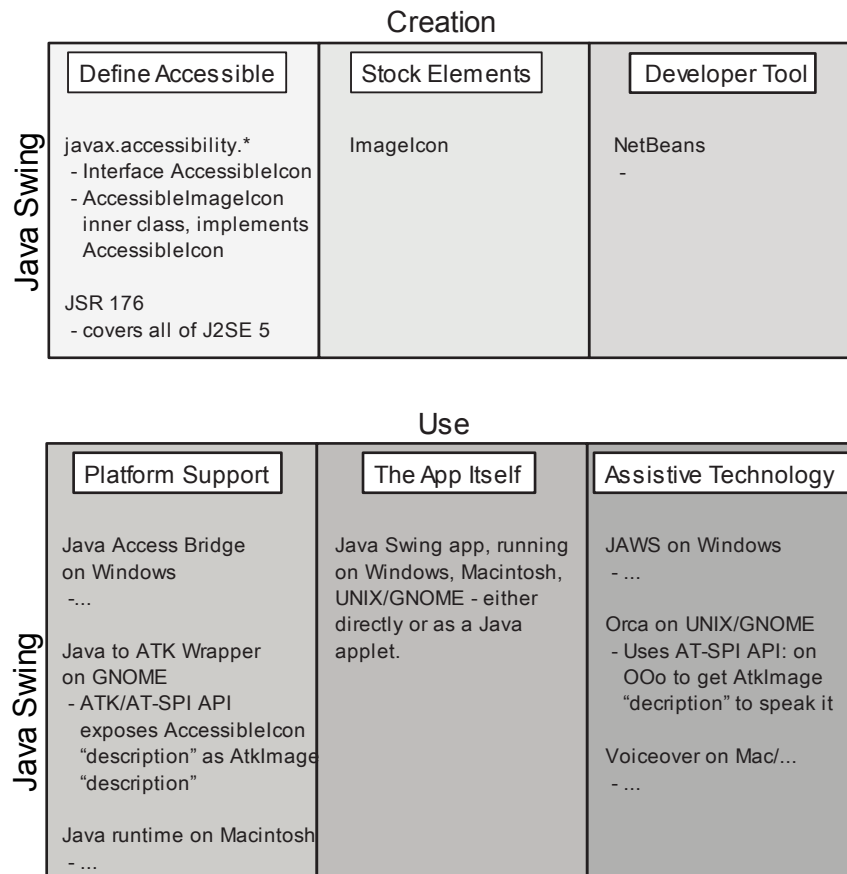 Creation
Java Swing
Define Accessible
javax.accessibility.*
- Interface AccessibleIcon
- AccessibleImageIcon
inner class, implements
AccessibleIcon
JSR 176
- covers all of J2SE 5
Stock Elements
ImageIcon
Developer Tool
NetBeans
-
Use
Java Swing
Platform Support
Java Access Bridge
on Windows
-...
Java to ATK Wrapper
on GNOME
- ATK/AT-SPI API
exposes AccessibleIcon
“description” as AtkImage
“description”
Java runtime on Macintosh
- ...
The App Itself
Java Swing app, running
on Windows, Macintosh,
UNIX/GNOME - either
directly or as a Java
applet.
Assistive Technology
JAWS on Windows
- ...
Orca on UNIX/GNOME
- Uses AT-SPI API: on
OOo to get AtkImage
“decription” to speak it
Voiceover on Mac/...
- ...